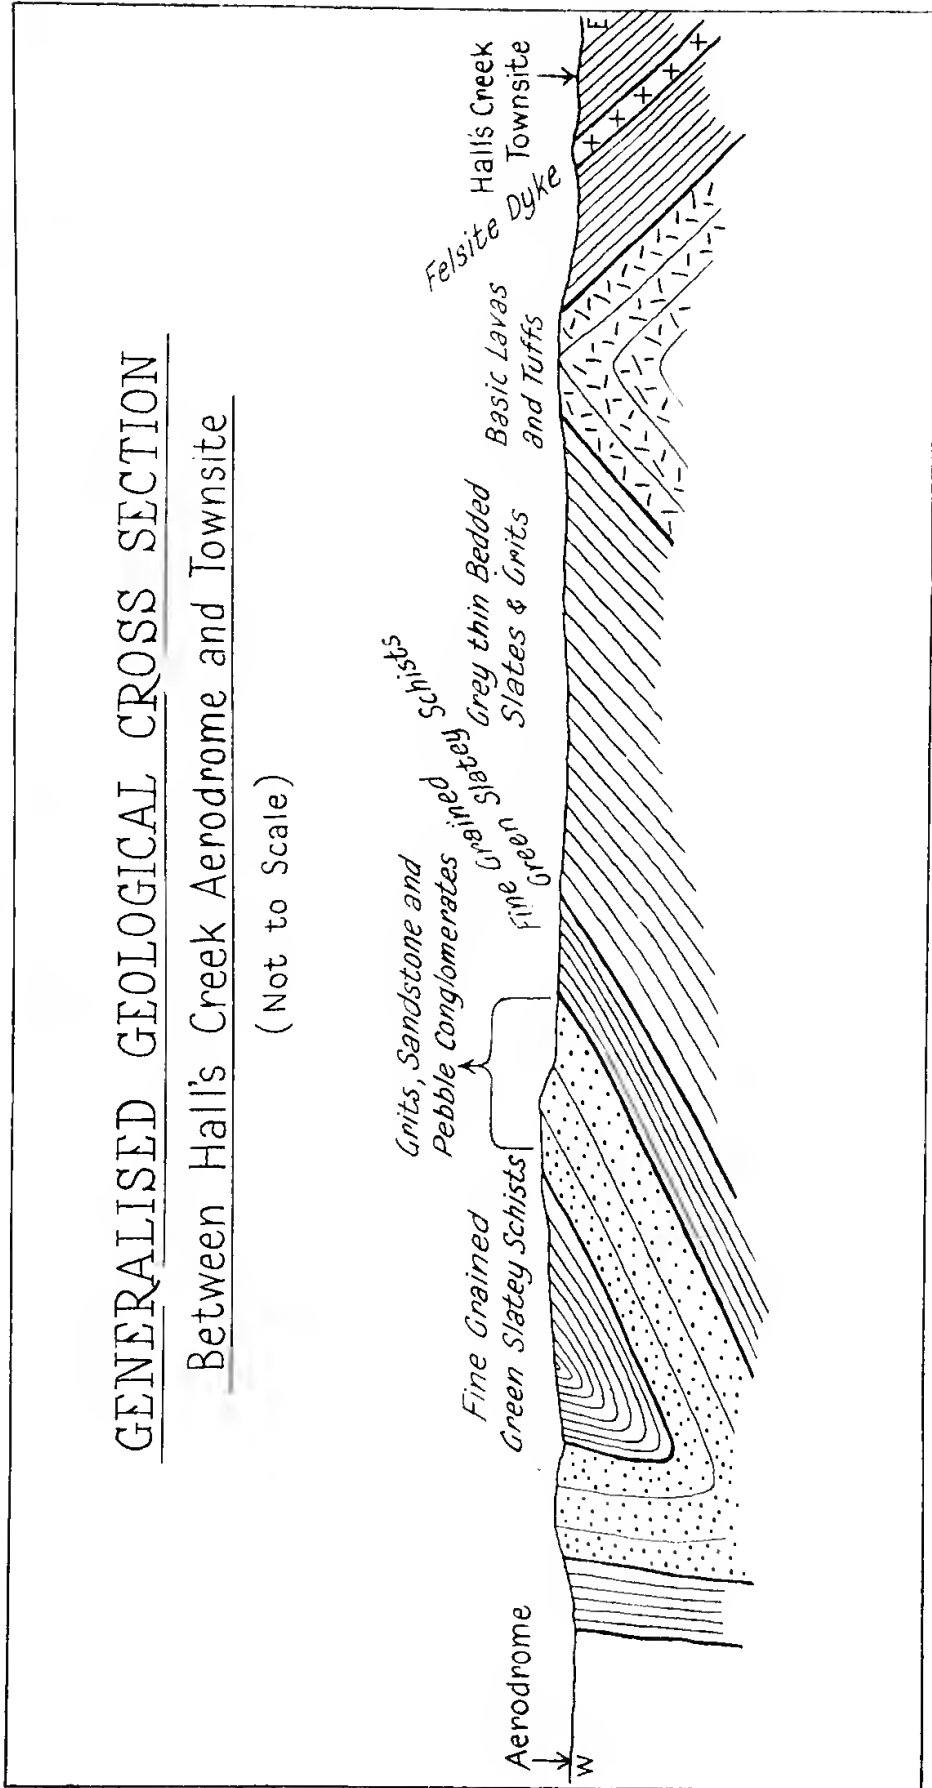 GENERALISED GEOLOGICAL CROSS SECTION
Between Hall's Creek Aerodrome and Townsite
(Not to Scale)
Aerodrome
W
Fine Grained
Green Slatey Schists
Grits, Sandstone and
Pebble Conglomerates
Fine Grained
Green Slatey Schists
Grey thin Bedded
Slates & Grits
Basic Lavas
and Tuffs
Felsite Dyke
Hall's Creek
Townsite
E